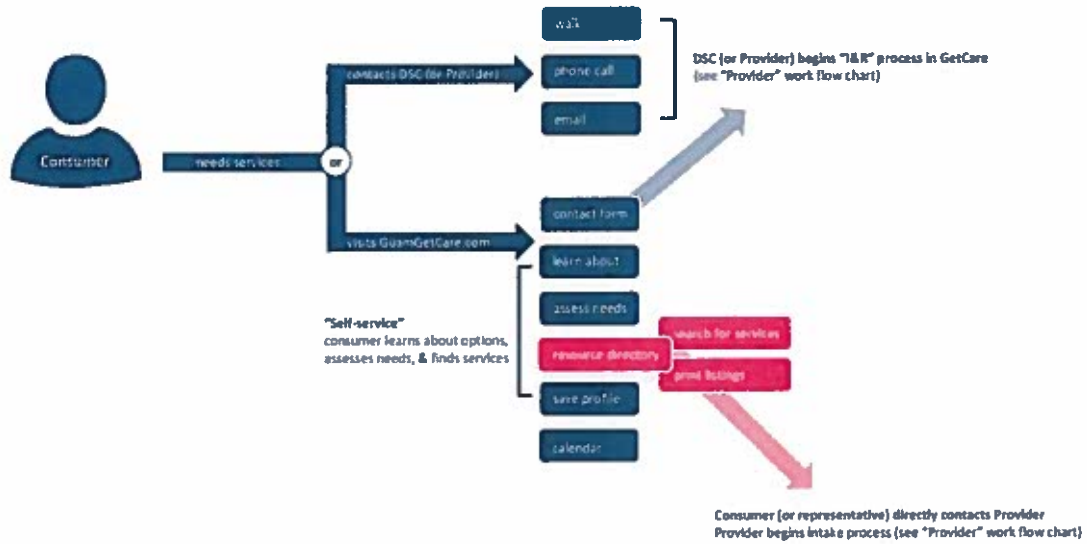 walk
DSC (or Provider) begins "I&R" process in GetCare
(see "Provider" work flow chart)
contacts DSC (or Provider)
phone call
email
Consumer
needs services
or
contact form
visits GuamGetCare.com
learn about
assess needs
"Self-service"
consumer learns about options,
assesses needs, & finds services
search for services
resource directory
print listings
save profile
calendar
Consumer (or representative) directly contacts Provider
Provider begins intake process (see "Provider" work flow chart)